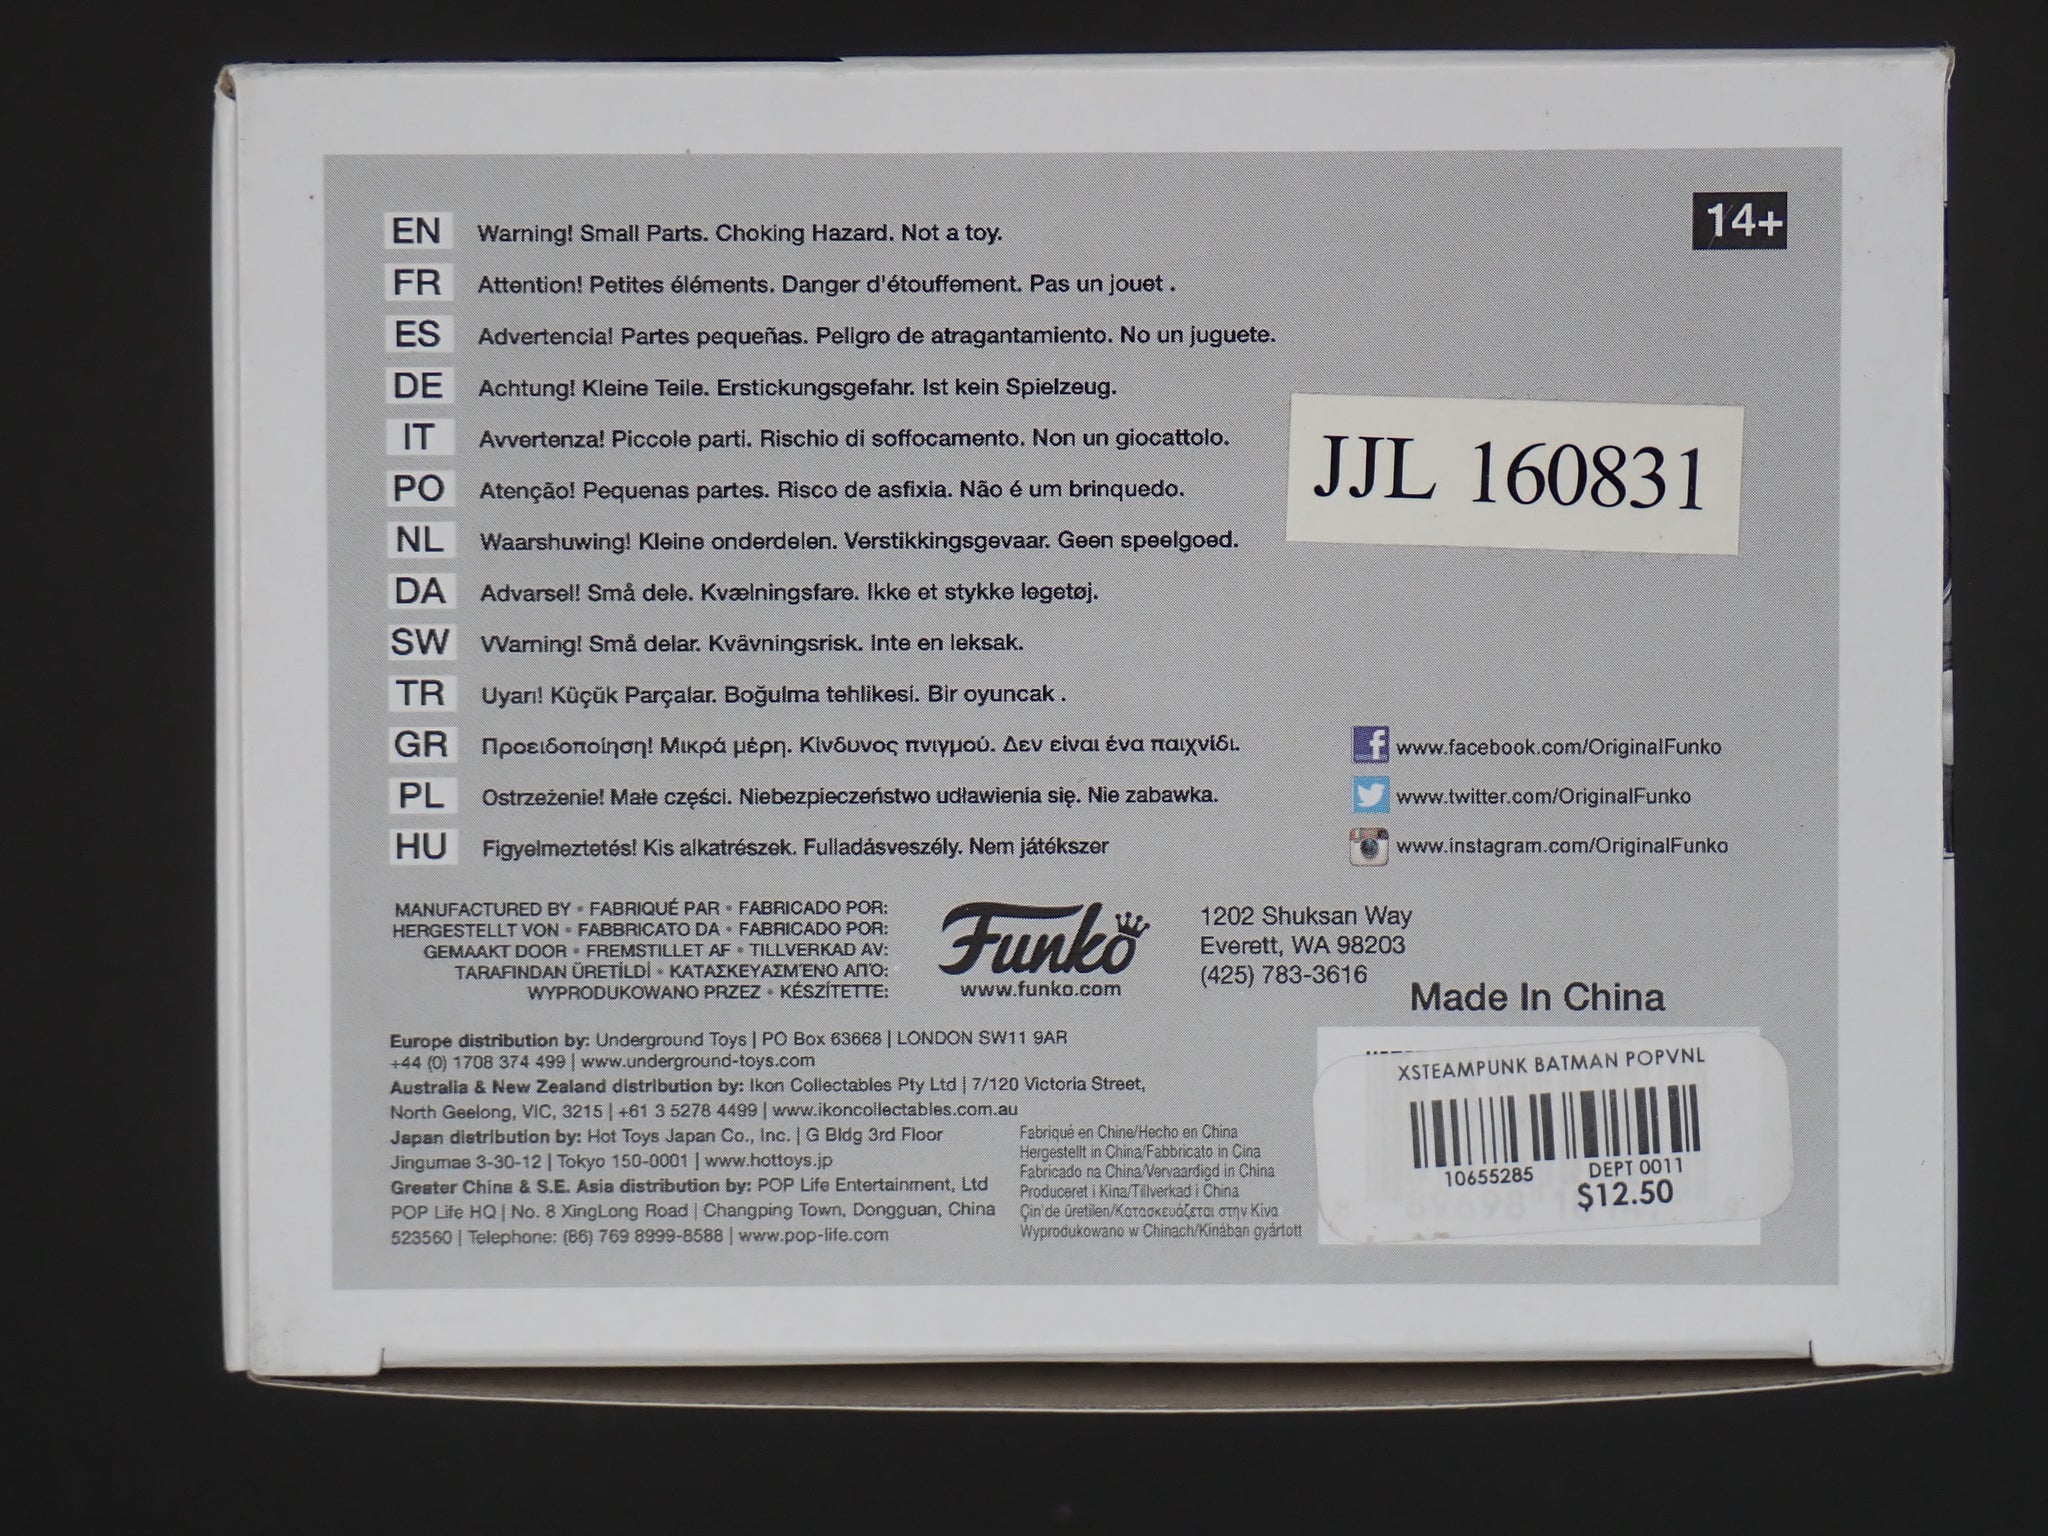 14+
EN Warning! Small Parts. Choking Hazard. Not a toy.
FR Attention! Petites éléments. Danger d'étouffement. Pas un jouet .
ES Advertencia! Partes pequeñas. Peligro de atragantamiento. No un juguete.
DE Achtung! Kleine Teile. Erstickungsgefahr. Ist kein Spielzeug.
IT Avvertenza! Piccole parti. Rischio di soffocamento. Non un giocattolo.
PO Atenção! Pequenas partes. Risco de asfixia. Não é um brinquedo.
NL Waarshuwing! Kleine onderdelen. Verstikkingsgevaar. Geen speelgoed.
DA Advarsel! Små dele. Kvælningsfare. Ikke et stykke legetøj.
SW Warning! Små delar. Kvävningsrisk. Inte en leksak.
TR Uyarı! Küçük Parçalar. Boğulma tehlikesi. Bir oyuncak .
GR Προειδοποίηση! Μικρά μέρη. Κίνδυνος πνιγμού. Δεν είναι ένα παιχνίδι.
PL Ostrzeżenie! Małe części. Niebezpieczeństwo udławienia się. Nie zabawka.
HU Figyelmeztetés! Kis alkatrészek. Fulladásveszély. Nem játékszer
JJL 160831
www.facebook.com/OriginalFunko
www.twitter.com/OriginalFunko
www.instagram.com/OriginalFunko
MANUFACTURED BY • FABRIQUÉ PAR • FABRICADO POR:
HERGESTELLT VON • FABBRICATO DA • FABRICADO POR:
GEMAAKT DOOR • FREMSTILLET AF • TILLVERKAD AV:
TARAFINDAN ÜRETİLDİ • ΚΑΤΑΣΚΕΥΑΣΜΈΝΟ ΑΠΌ:
WYPRODUKOWANO PRZEZ • KÉSZÍTETTE:
Funko
www.funko.com
1202 Shuksan Way
Everett, WA 98203
(425) 783-3616
Made In China
Europe distribution by: Underground Toys | PO Box 63668 | LONDON SW11 9AR
+44 (0) 1708 374 499 | www.underground-toys.com
Australia & New Zealand distribution by: Ikon Collectables Pty Ltd | 7/120 Victoria Street,
North Geelong, VIC, 3215 | +61 3 5278 4499 | www.ikoncollectables.com.au
Japan distribution by: Hot Toys Japan Co., Inc. | G Bldg 3rd Floor
Jingumae 3-30-12 | Tokyo 150-0001 | www.hottoys.jp
Greater China & S.E. Asia distribution by: POP Life Entertainment, Ltd
POP Life HQ | No. 8 XingLong Road | Changping Town, Dongguan, China
523560 | Telephone: (86) 769 8999-8588 | www.pop-life.com
Fabriqué en Chine/Hecho en China
Hergestellt in China/Fabbricato in Cina
Fabricado na China/Vervaardigd in China
Produceret i Kina/Tillverkad i China
Çin'de üretilen/Κατασκευάζεται στην Κίνα
Wyprodukowano w Chinach/Kinában gyártott
XSTEAMPUNK BATMAN POPVNL
10655285
DEPT 0011
$12.50